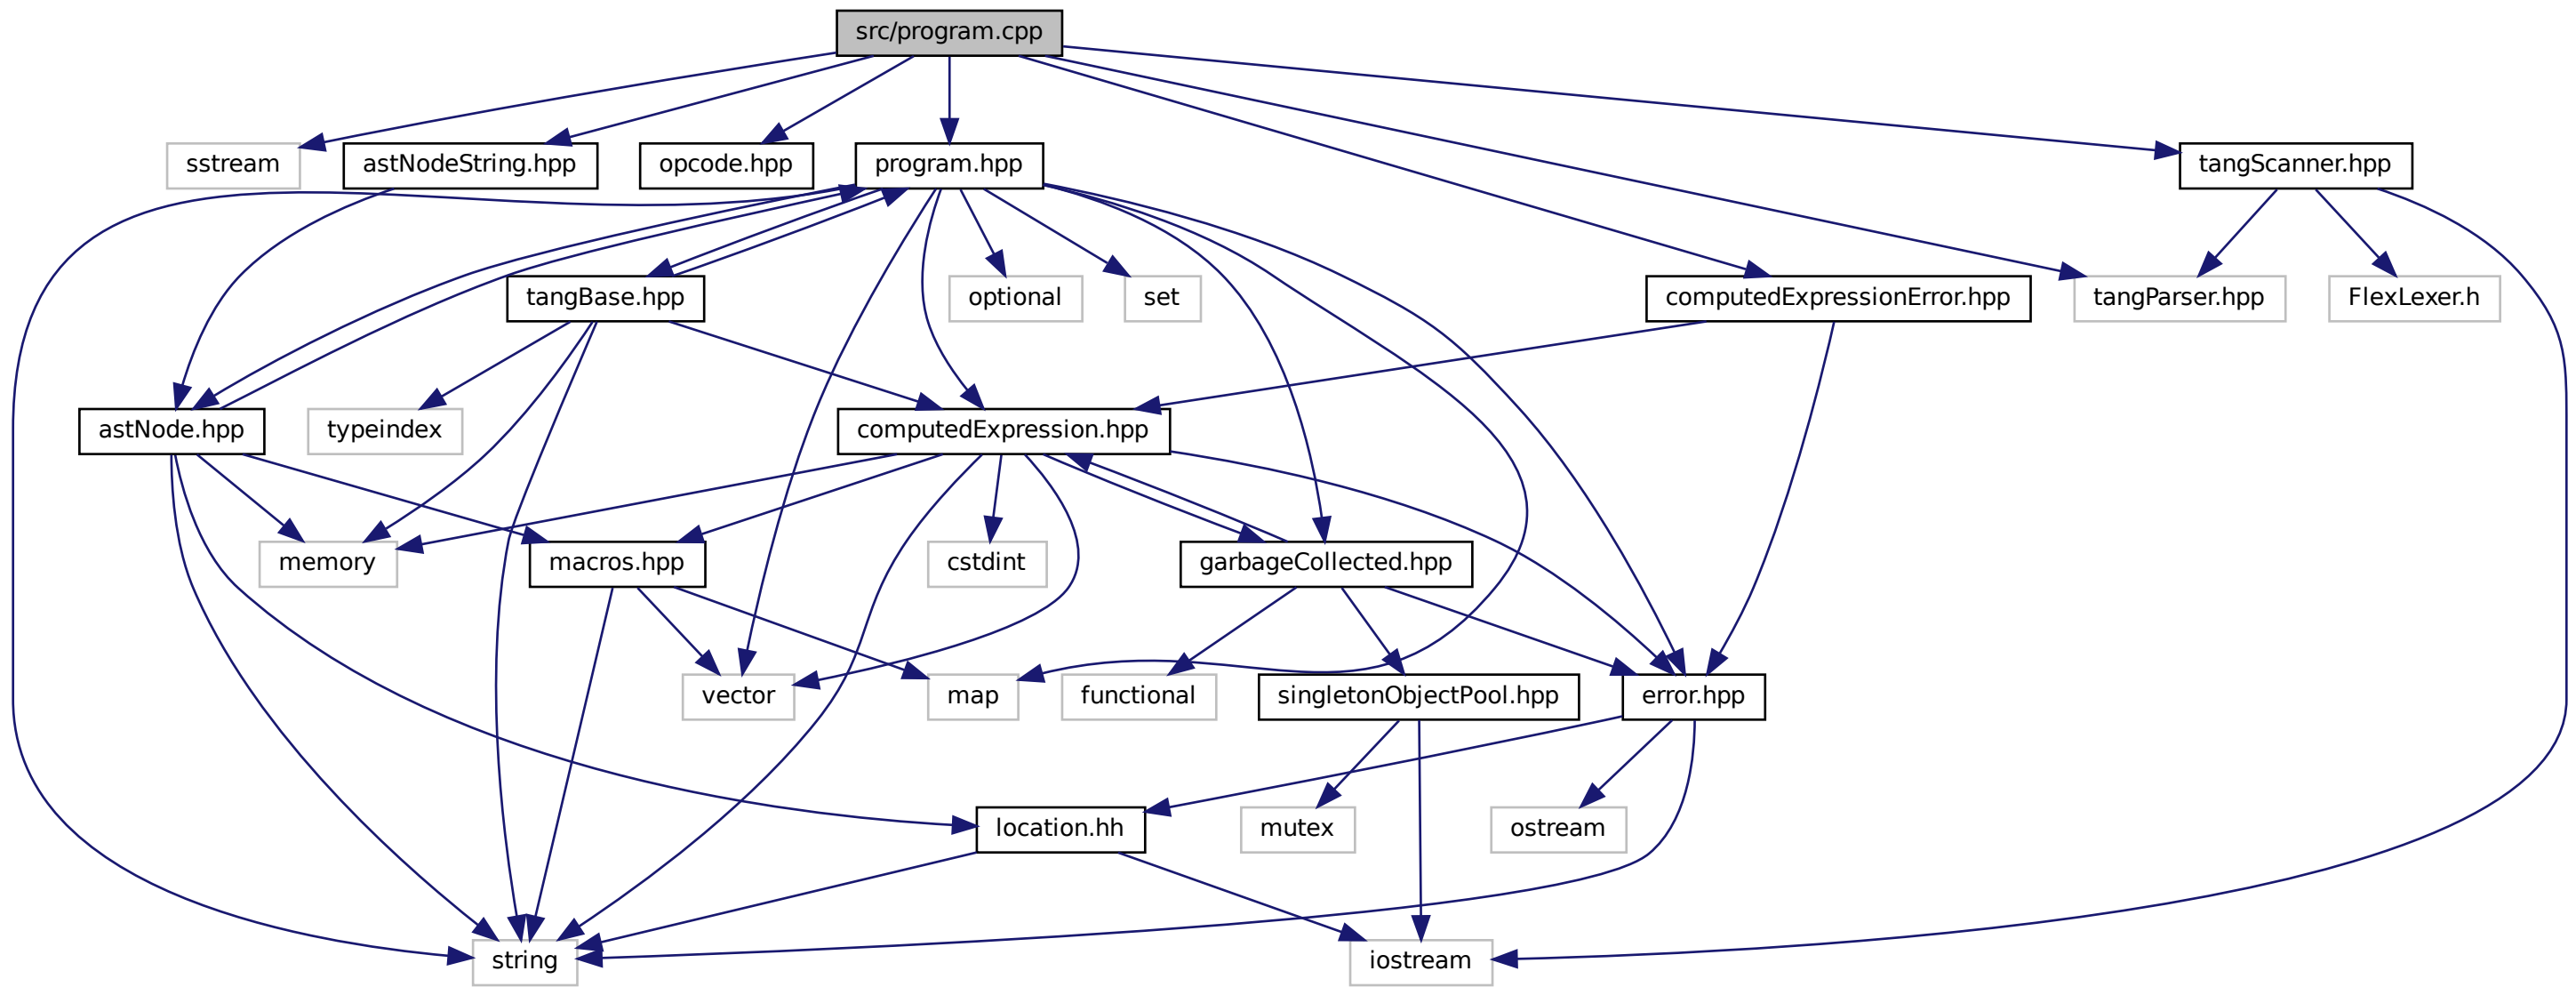 src/program.cpp
sstream
astNodeString.hpp
opcode.hpp
program.hpp
tangScanner.hpp
tangBase.hpp
optional
set
computedExpressionError.hpp
tangParser.hpp
FlexLexer.h
astNode.hpp
typeindex
computedExpression.hpp
memory
macros.hpp
cstdint
garbageCollected.hpp
vector
map
functional
singletonObjectPool.hpp
error.hpp
location.hh
mutex
ostream
string
iostream